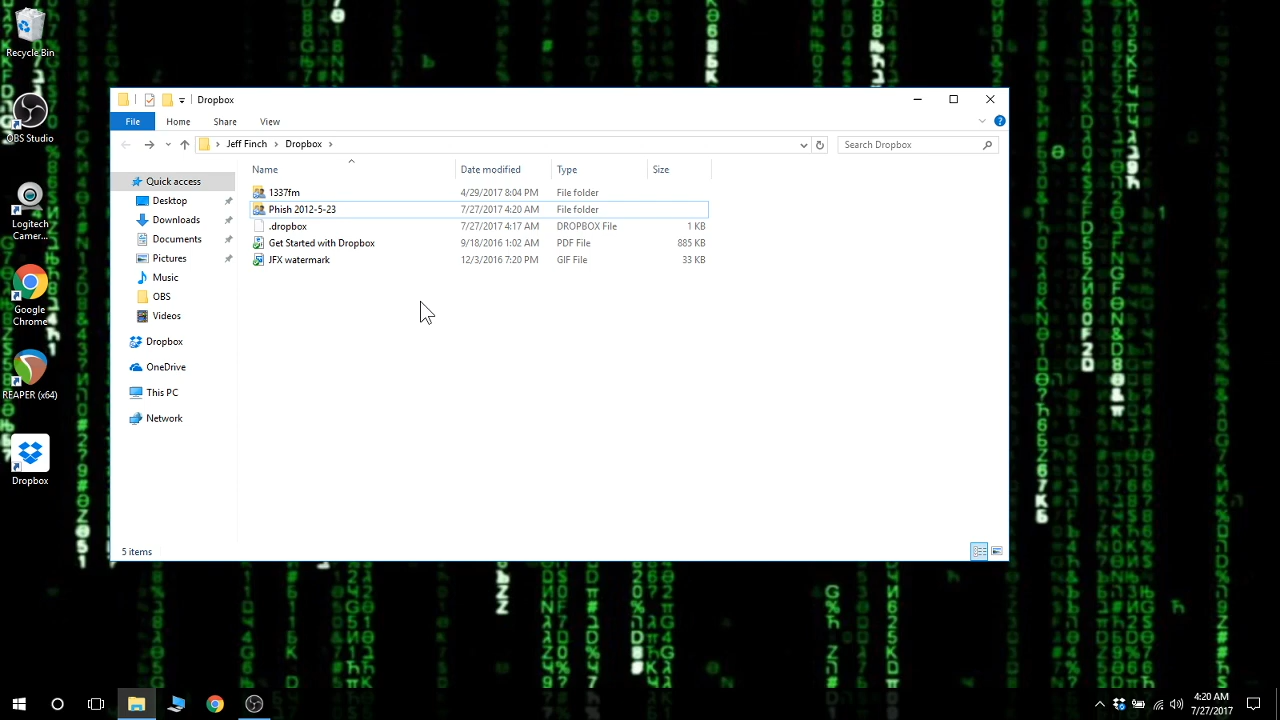 Recycle Bin
OBS Studio
Logitech
Camer...
Google
Chrome
REAPER (x64)
Dropbox
Dropbox
File Home Share View
Jeff Finch Dropbox Search Dropbox
Name Date modified Type Size
Quick access
Desktop
Downloads
Documents
Pictures
Music
OBS
Videos
Dropbox
OneDrive
This PC
Network
1337fm 4/29/2017 8:04 PM File folder
Phish 2012-5-23 7/27/2017 4:20 AM File folder
.dropbox 7/27/2017 4:17 AM DROPBOX File 1 KB
Get Started with Dropbox 9/18/2016 1:02 AM PDF File 885 KB
JFX watermark 12/3/2016 7:20 PM GIF File 33 KB
5 items
4:20 AM
7/27/2017